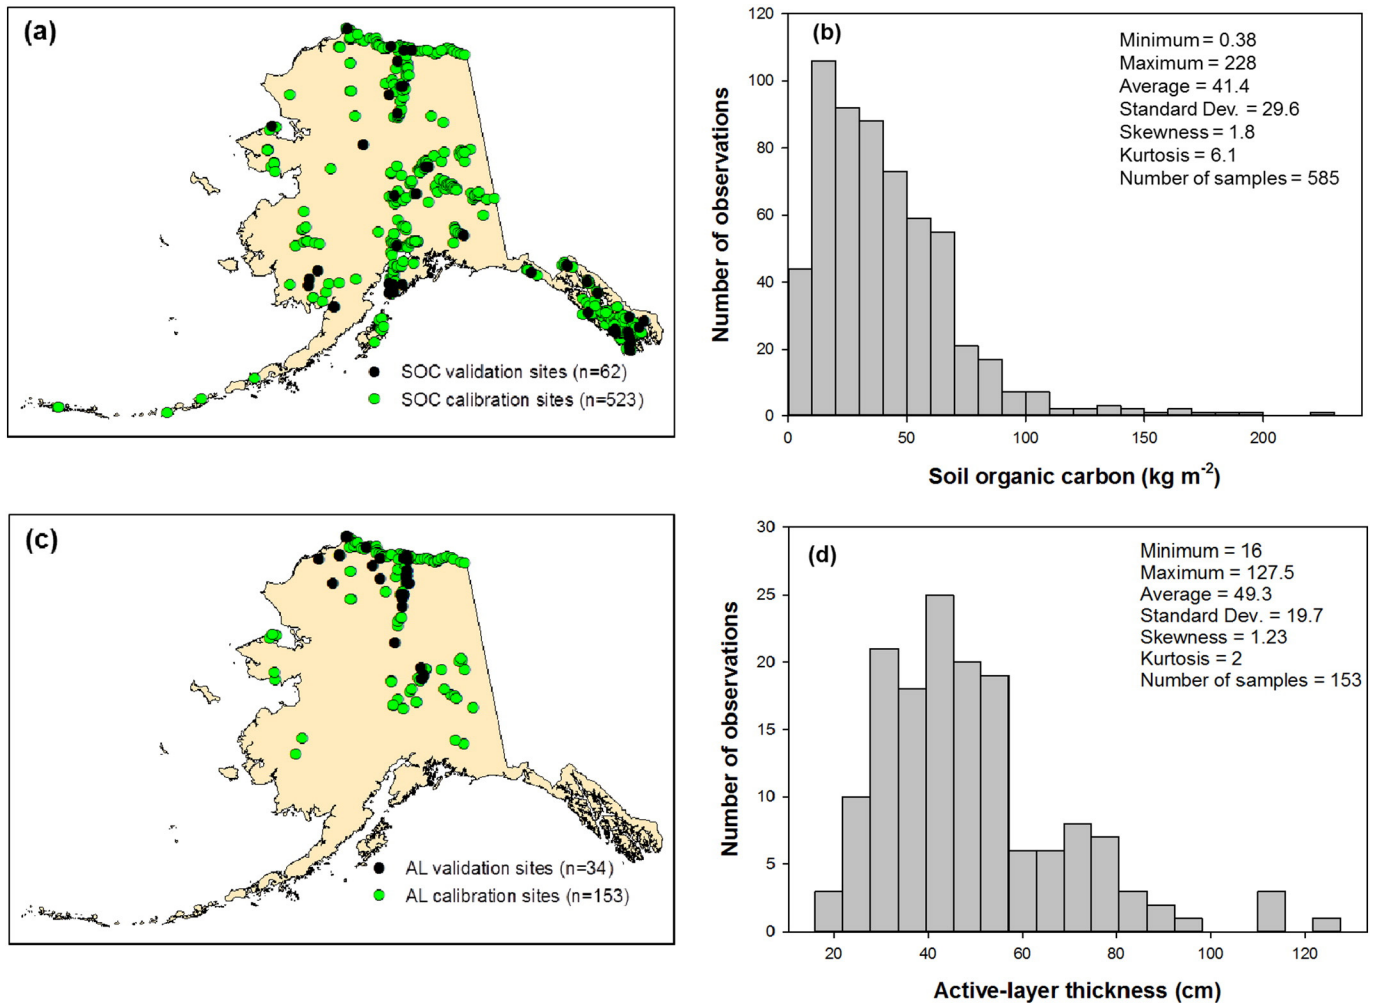 (a)
SOC validation sites (n=62)
SOC calibration sites (n=523)
(b)
Minimum = 0.38
Maximum = 228
Average = 41.4
Standard Dev. = 29.6
Skewness = 1.8
Kurtosis = 6.1
Number of samples = 585
Number of observations
120
100
80
60
40
20
0
0 50 100 150 200
Soil organic carbon (kg m⁻²)
(c)
AL validation sites (n=34)
AL calibration sites (n=153)
(d)
Minimum = 16
Maximum = 127.5
Average = 49.3
Standard Dev. = 19.7
Skewness = 1.23
Kurtosis = 2
Number of samples = 153
Number of observations
30
25
20
15
10
5
0
20 40 60 80 100 120
Active-layer thickness (cm)